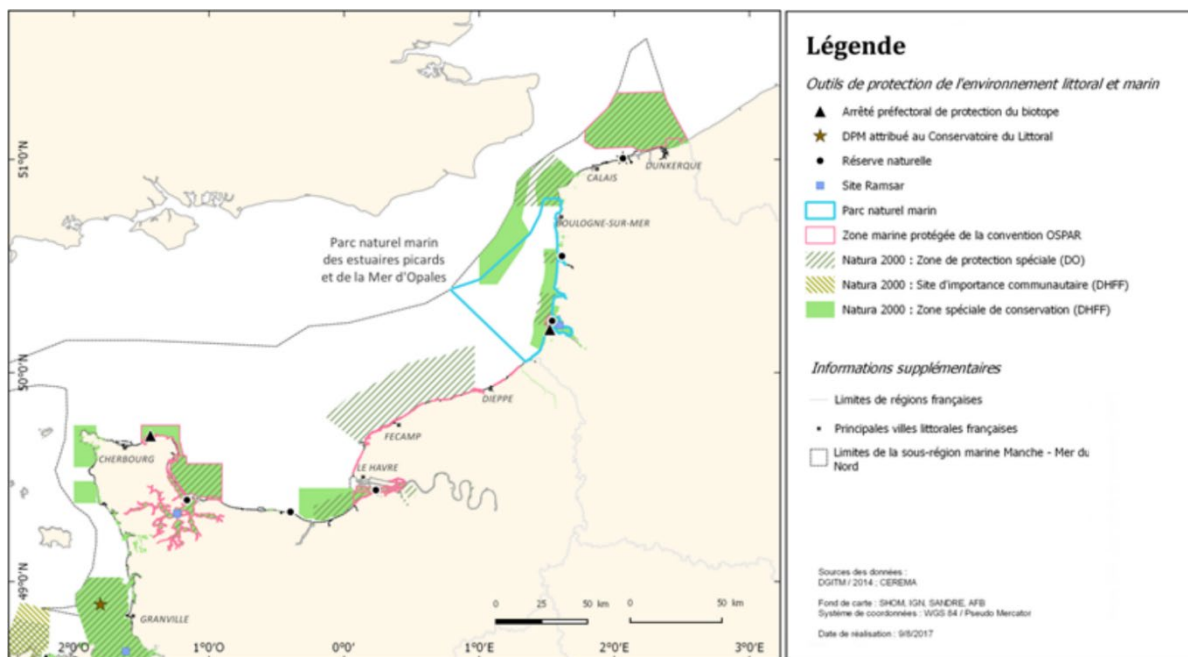 51°0'N
50°0'N
49°0'N
DUNKERQUE
CALAIS
BOULOGNE-SUR-MER
Parc naturel marin
des estuaires picards
et de la Mer d'Opales
DIEPPE
FECAMP
LE HAVRE
CHERBOURG
GRANVILLE
0 25 50 km
0 50 km
2°0'O
1°0'O
0°0'
1°0'E
2°0'E
3°0'E
Légende
Outils de protection de l'environnement littoral et marin
Arrêté préfectoral de protection du biotope
DPM attribué au Conservatoire du Littoral
Réserve naturelle
Site Ramsar
Parc naturel marin
Zone marine protégée de la convention OSPAR
Natura 2000 : Zone de protection spéciale (DO)
Natura 2000 : Site d'importance communautaire (DHFF)
Natura 2000 : Zone spéciale de conservation (DHFF)
Informations supplémentaires
Limites de régions françaises
Principales villes littorales françaises
Limites de la sous-région marine Manche - Mer du
Nord
Sources des données :
DGITM / 2014 ; CEREMA
Fond de carte : SHOM, IGN, SANDRE, AFB
Système de coordonnées : WGS 84 / Pseudo Mercator
Date de réalisation : 9/8/2017